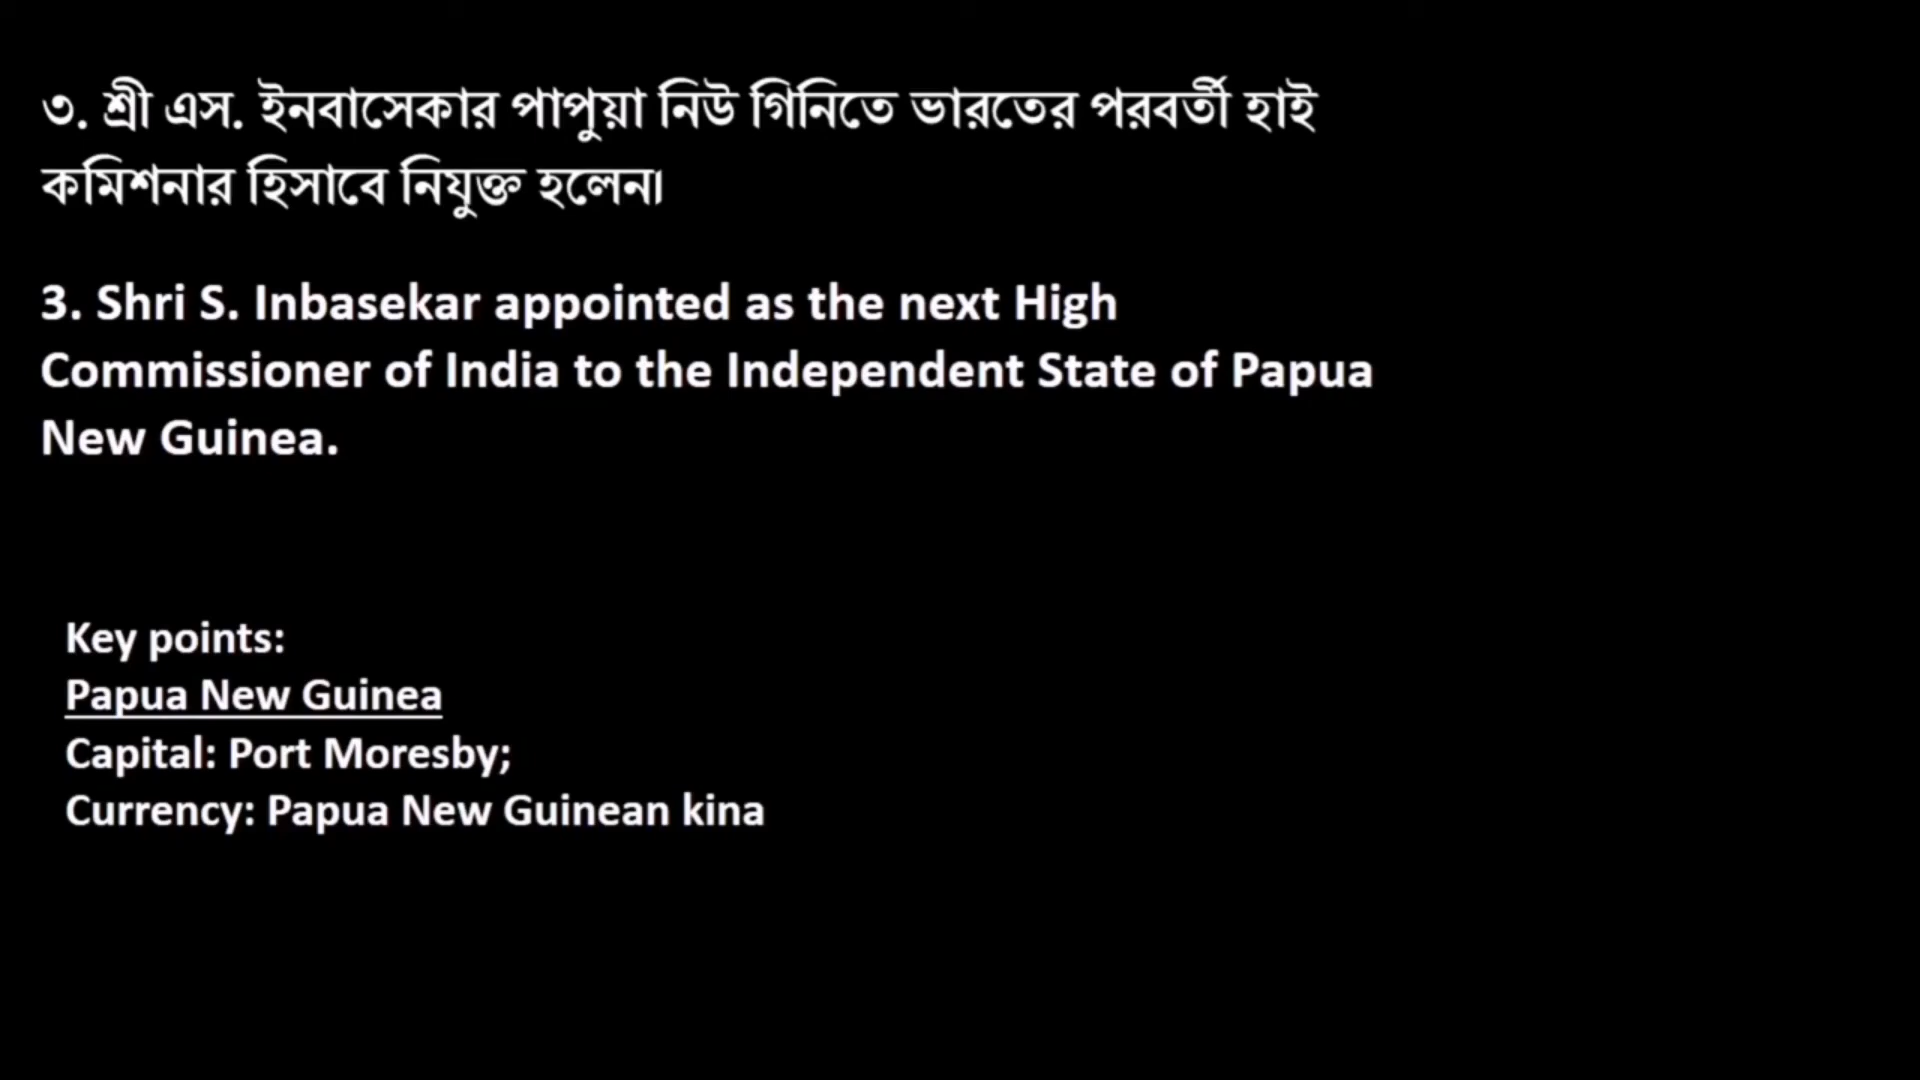 ৩. শ্রী এস. ইনবাসেকার পাপুয়া নিউ গিনিতে ভারতের পরবর্তী হাই
কমিশনার হিসাবে নিযুক্ত হলেন৷
3. Shri S. Inbasekar appointed as the next High
Commissioner of India to the Independent State of Papua
New Guinea.
Key points:
Papua New Guinea
Capital: Port Moresby;
Currency: Papua New Guinean kina